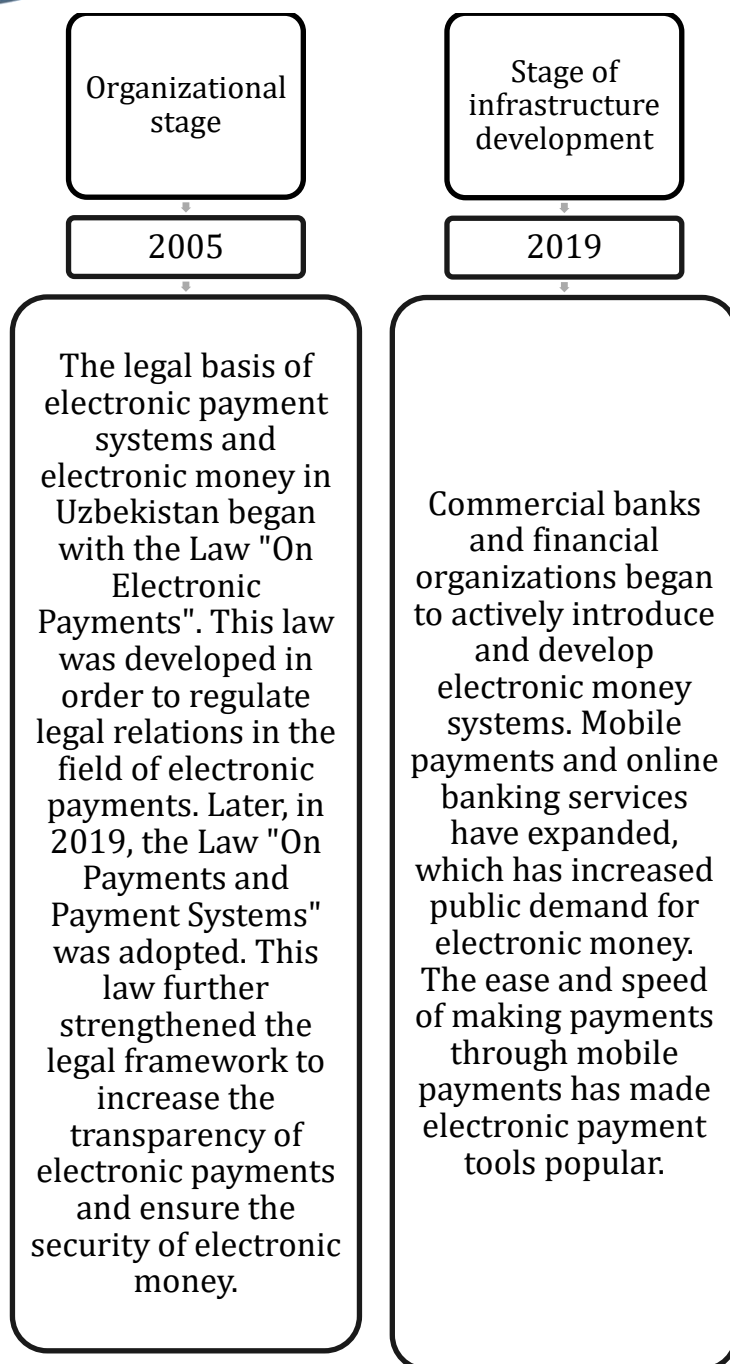 Organizational
stage
2005
The legal basis of
electronic payment
systems and
electronic money in
Uzbekistan began
with the Law "On
Electronic
Payments". This law
was developed in
order to regulate
legal relations in the
field of electronic
payments. Later, in
2019, the Law "On
Payments and
Payment Systems"
was adopted. This
law further
strengthened the
legal framework to
increase the
transparency of
electronic payments
and ensure the
security of electronic
money.
Stage of
infrastructure
development
2019
Commercial banks
and financial
organizations began
to actively introduce
and develop
electronic money
systems. Mobile
payments and online
banking services
have expanded,
which has increased
public demand for
electronic money.
The ease and speed
of making payments
through mobile
payments has made
electronic payment
tools popular.